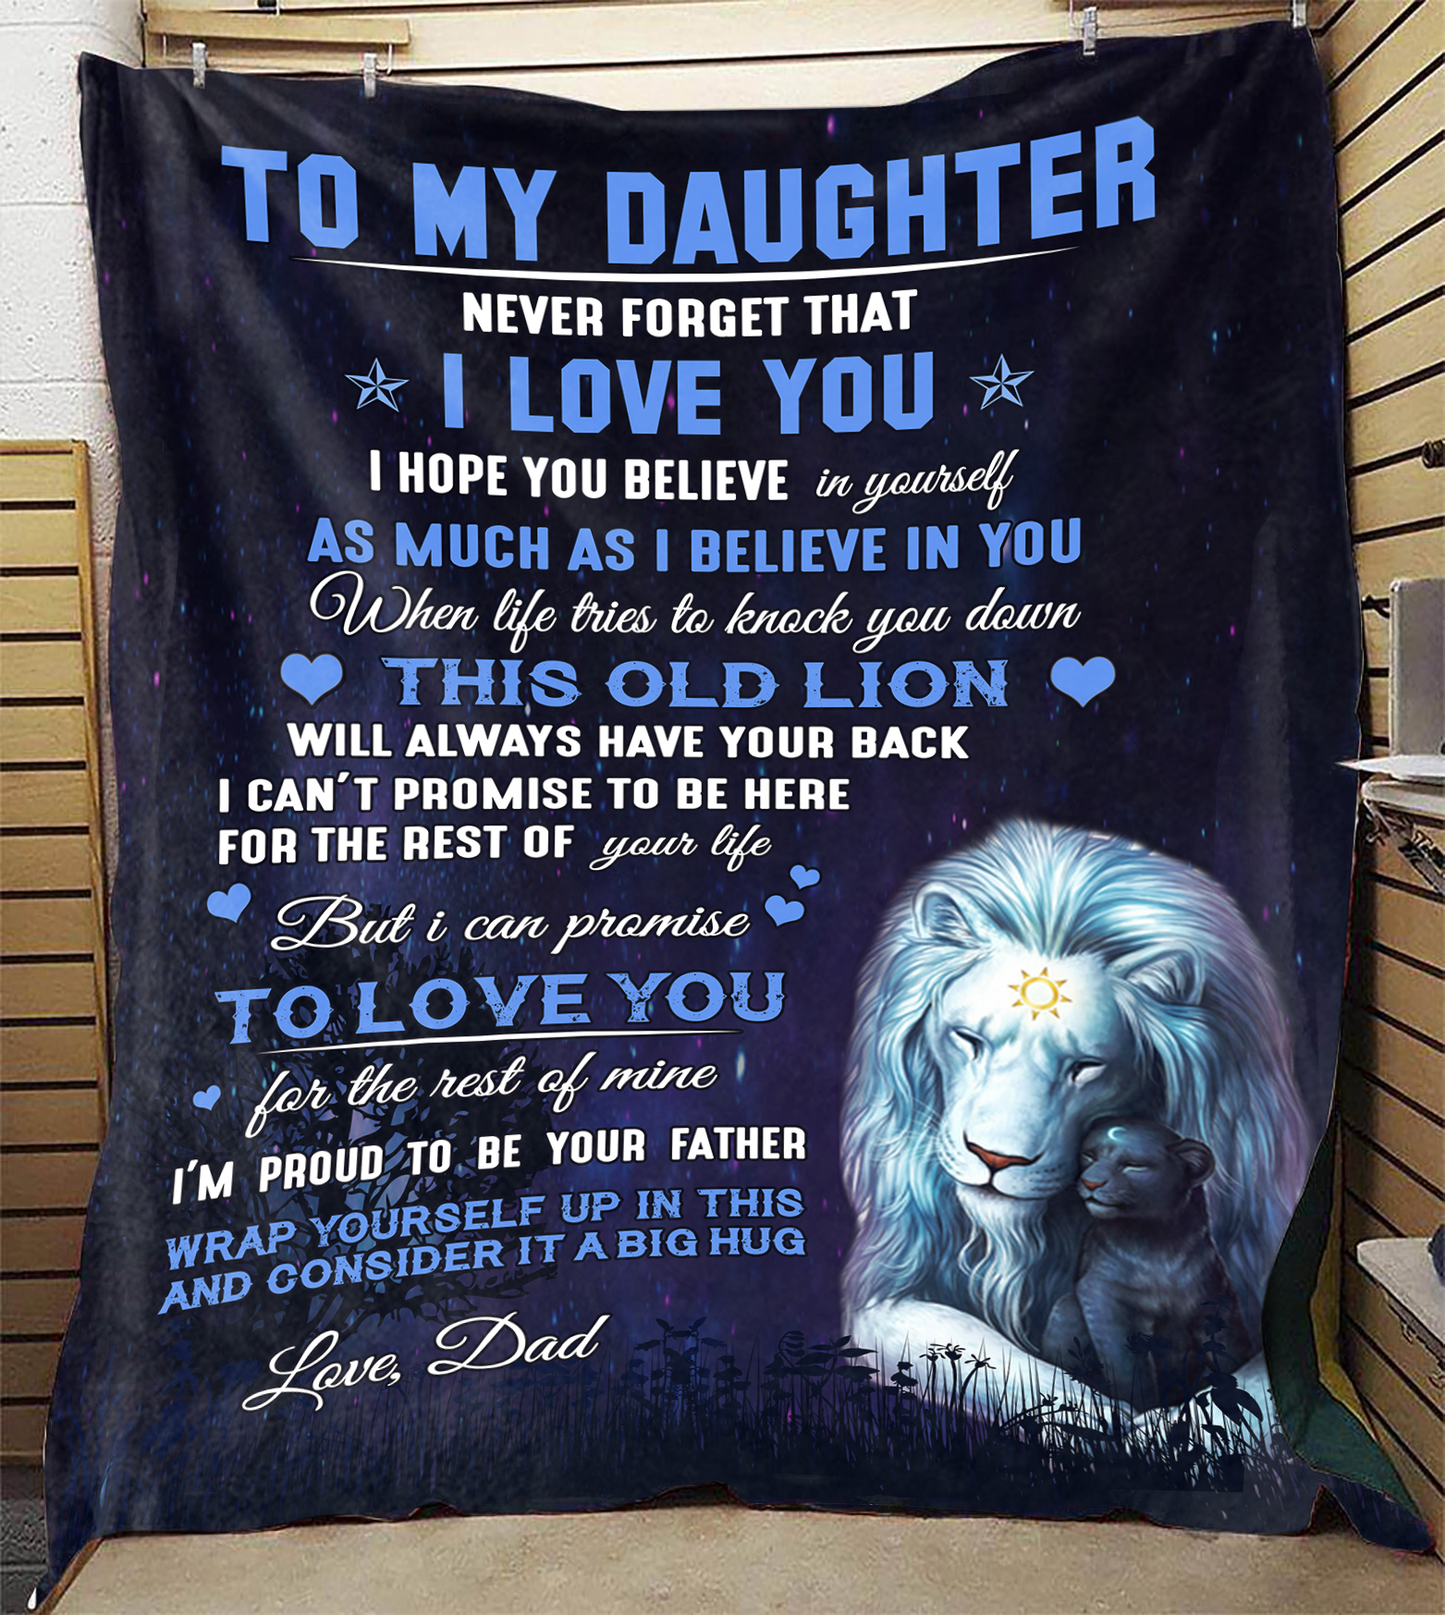 TO MY DAUGHTER
NEVER FORGET THAT
I LOVE YOU
I HOPE YOU BELIEVE in yourself
AS MUCH AS I BELIEVE IN YOU
When life tries to knock you down
THIS OLD LION
WILL ALWAYS HAVE YOUR BACK
I CAN'T PROMISE TO BE HERE
FOR THE REST OF your life
But i can promise
TO LOVE YOU
for the rest of mine
I'M PROUD TO BE YOUR FATHER
WRAP YOURSELF UP IN THIS
AND CONSIDER IT A BIG HUG
Love, Dad